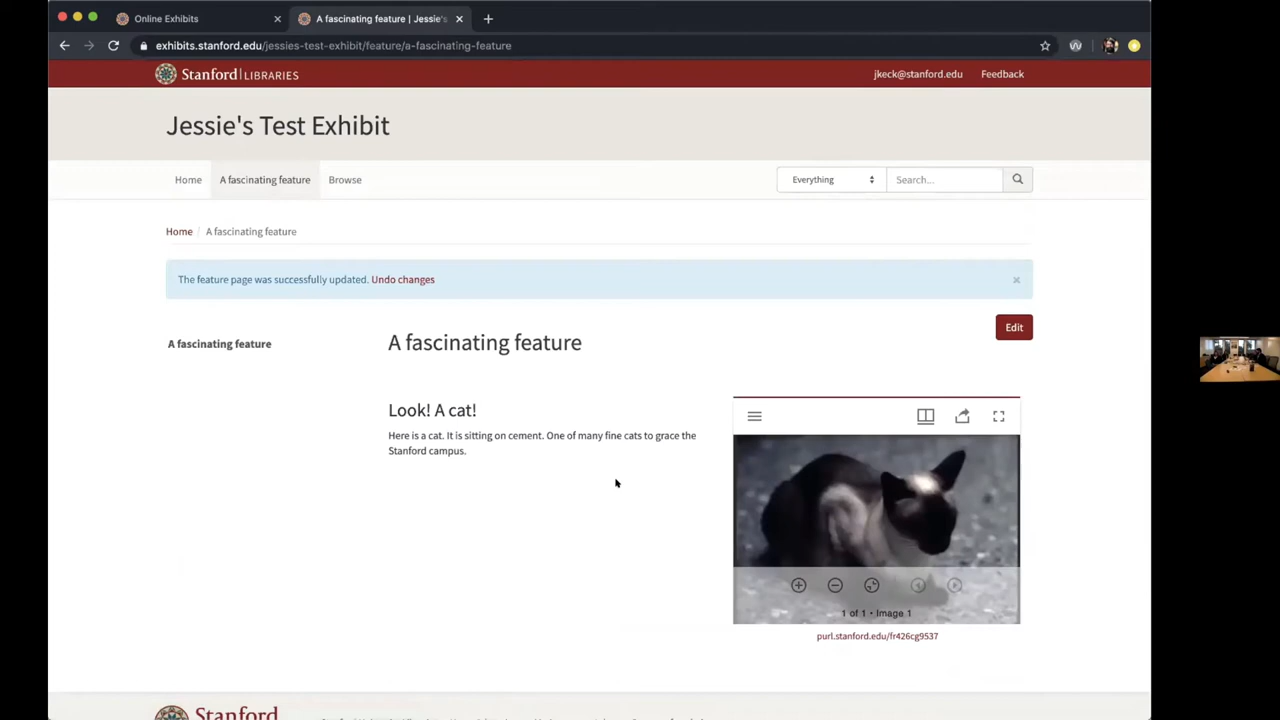 Online Exhibits
A fascinating feature | Jessie's
exhibits.stanford.edu/jessies-test-exhibit/feature/a-fascinating-feature
Stanford LIBRARIES
jkeck@stanford.edu Feedback
Jessie's Test Exhibit
Home A fascinating feature Browse
Everything Search...
Home / A fascinating feature
The feature page was successfully updated. Undo changes ×
Edit
A fascinating feature
A fascinating feature
Look! A cat!
Here is a cat. It is sitting on cement. One of many fine cats to grace the
Stanford campus.
1 of 1 • Image 1
purl.stanford.edu/fr426cg9537
Stanford